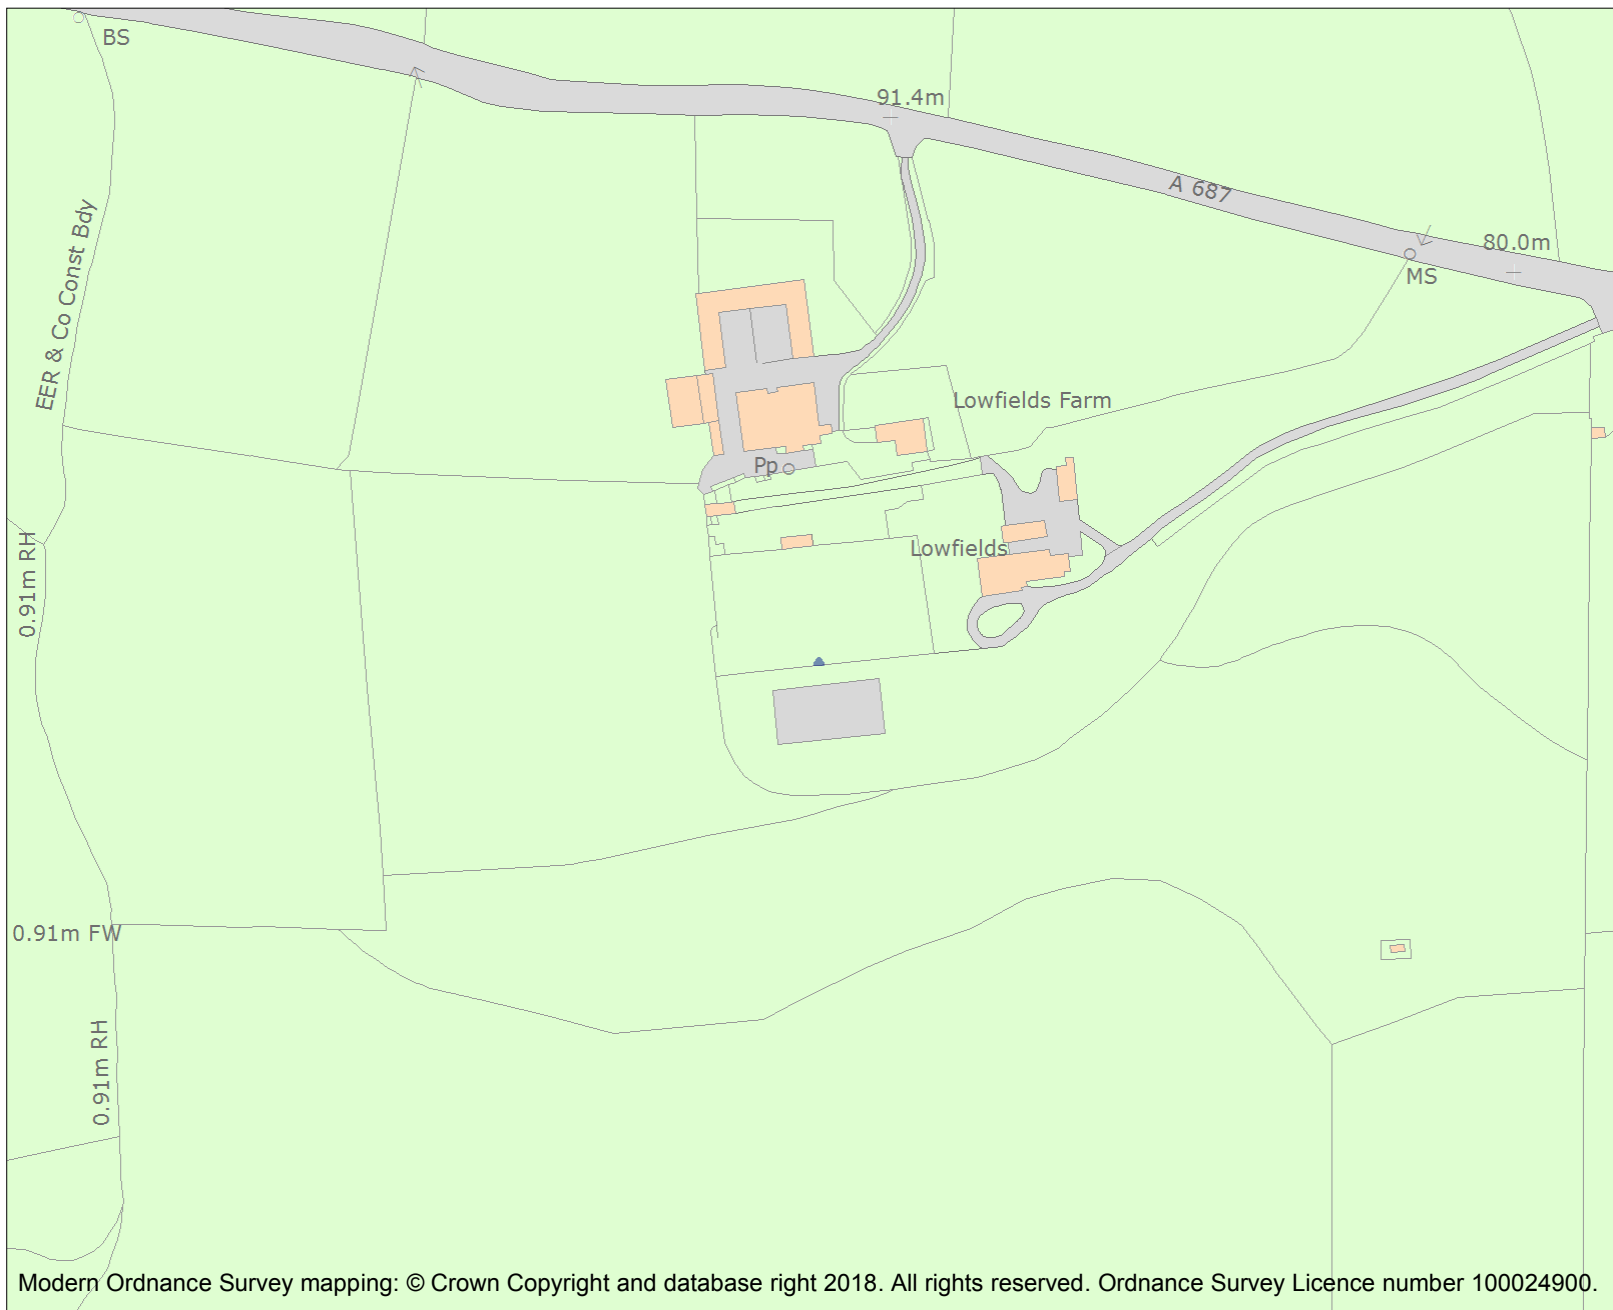 BS
91.4m
A 687
80.0m
MS
EER & Co Const Bdy
Lowfields Farm
Pp
Lowfields
0.91m RH
0.91m FW
0.91m RH
Modern Ordnance Survey mapping: © Crown Copyright and database right 2018. All rights reserved. Ordnance Survey Licence number 100024900.